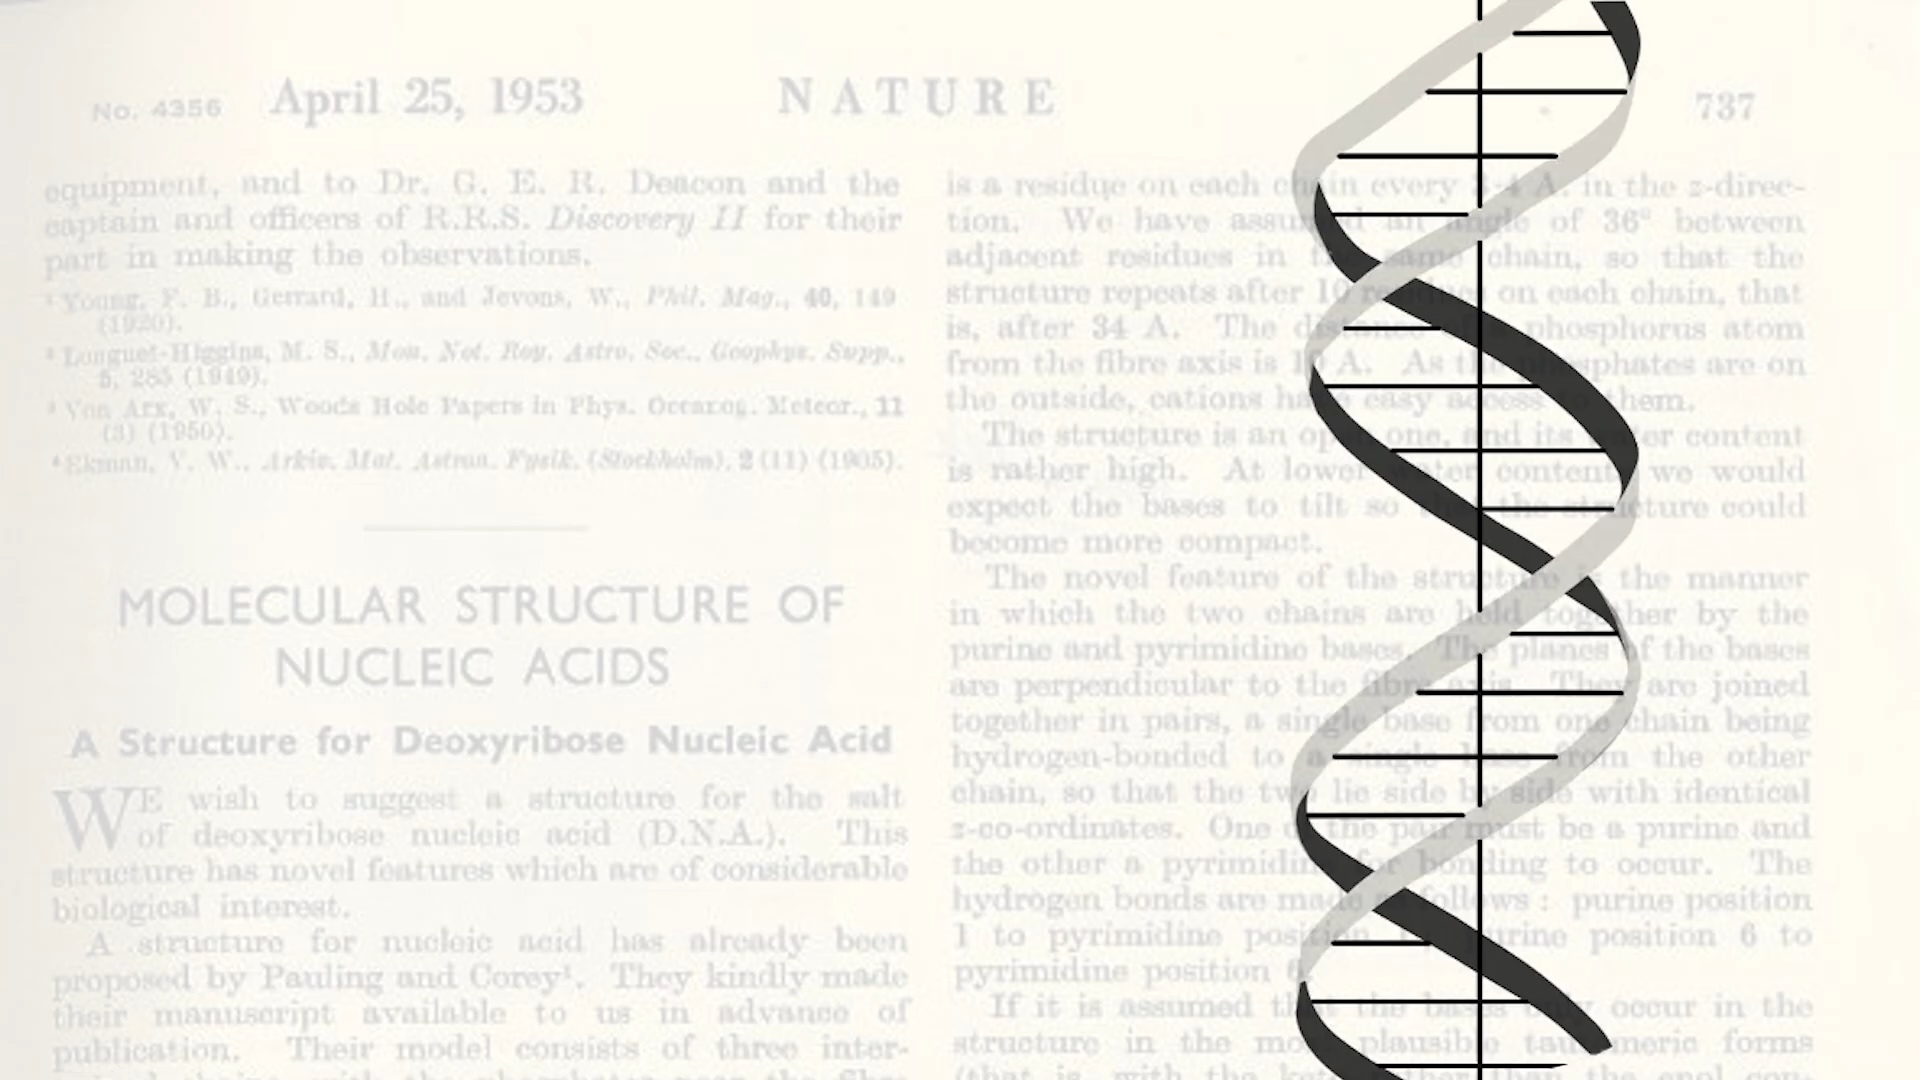 No. 4356 April 25, 1953 NATURE 737
equipment, and to Dr. G. E. R. Deacon and the
captain and officers of R.R.S. Discovery II for their
part in making the observations.
¹ Young, F. B., Gerrard, H., and Jevons, W., Phil. Mag., 40, 149
(1920).
² Longuet-Higgins, M. S., Mon. Not. Roy. Astro. Soc., Geophys. Supp.,
5, 285 (1949).
³ Von Arx, W. S., Woods Hole Papers in Phys. Oceanog. Meteor., 11
(3) (1950).
⁴ Ekman, V. W., Arkiv. Mat. Astron. Fysik. (Stockholm), 2 (11) (1905).
MOLECULAR STRUCTURE OF
NUCLEIC ACIDS
A Structure for Deoxyribose Nucleic Acid
WE wish to suggest a structure for the salt
of deoxyribose nucleic acid (D.N.A.). This
structure has novel features which are of considerable
biological interest.
A structure for nucleic acid has already been
proposed by Pauling and Corey¹. They kindly made
their manuscript available to us in advance of
publication. Their model consists of three inter-
is a residue on each chain every 3·4 A. in the z-direc-
tion. We have assumed an angle of 36° between
adjacent residues in the same chain, so that the
structure repeats after 10 residues on each chain, that
is, after 34 A. The distance of a phosphorus atom
from the fibre axis is 10 A. As the phosphates are on
the outside, cations have easy access to them.
The structure is an open one, and its water content
is rather high. At lower water contents we would
expect the bases to tilt so that the structure could
become more compact.
The novel feature of the structure is the manner
in which the two chains are held together by the
purine and pyrimidine bases. The planes of the bases
are perpendicular to the fibre axis. They are joined
together in pairs, a single base from one chain being
hydrogen-bonded to a single base from the other
chain, so that the two lie side by side with identical
z-co-ordinates. One of the pair must be a purine and
the other a pyrimidine for bonding to occur. The
hydrogen bonds are made as follows : purine position
1 to pyrimidine position purine position 6 to
pyrimidine position 6.
If it is assumed that the bases only occur in the
structure in the most plausible tautomeric forms
(that is, with the keto rather than the enol con-